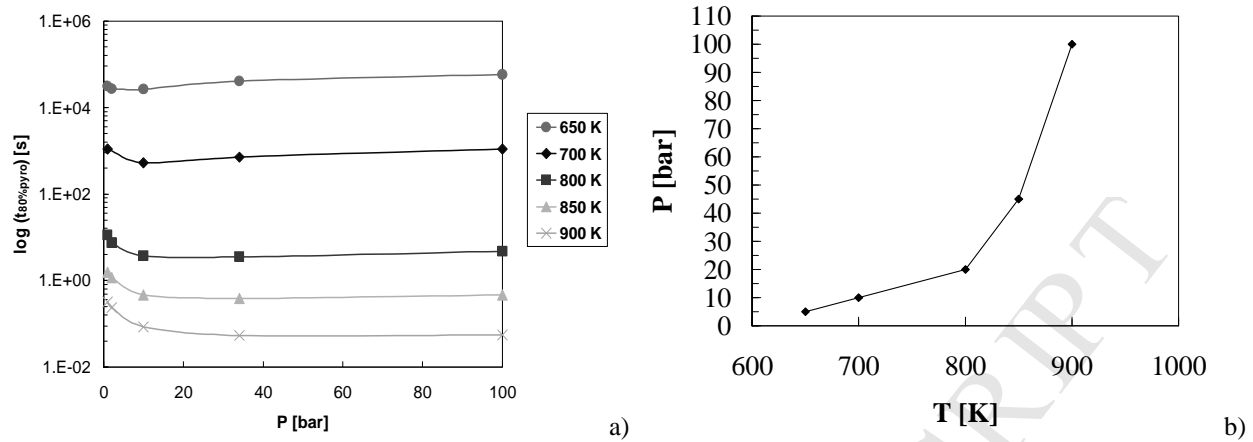 1.E+06
1.E+04
1.E+02
1.E+00
1.E-02
log (t80%pyro) [s]
0 20 40 60 80 100
P [bar]
650 K
700 K
800 K
850 K
900 K
a)
110
100
90
80
70
60
50
40
30
20
10
0
P [bar]
600 700 800 900 1000
T [K]
b)
RIPT